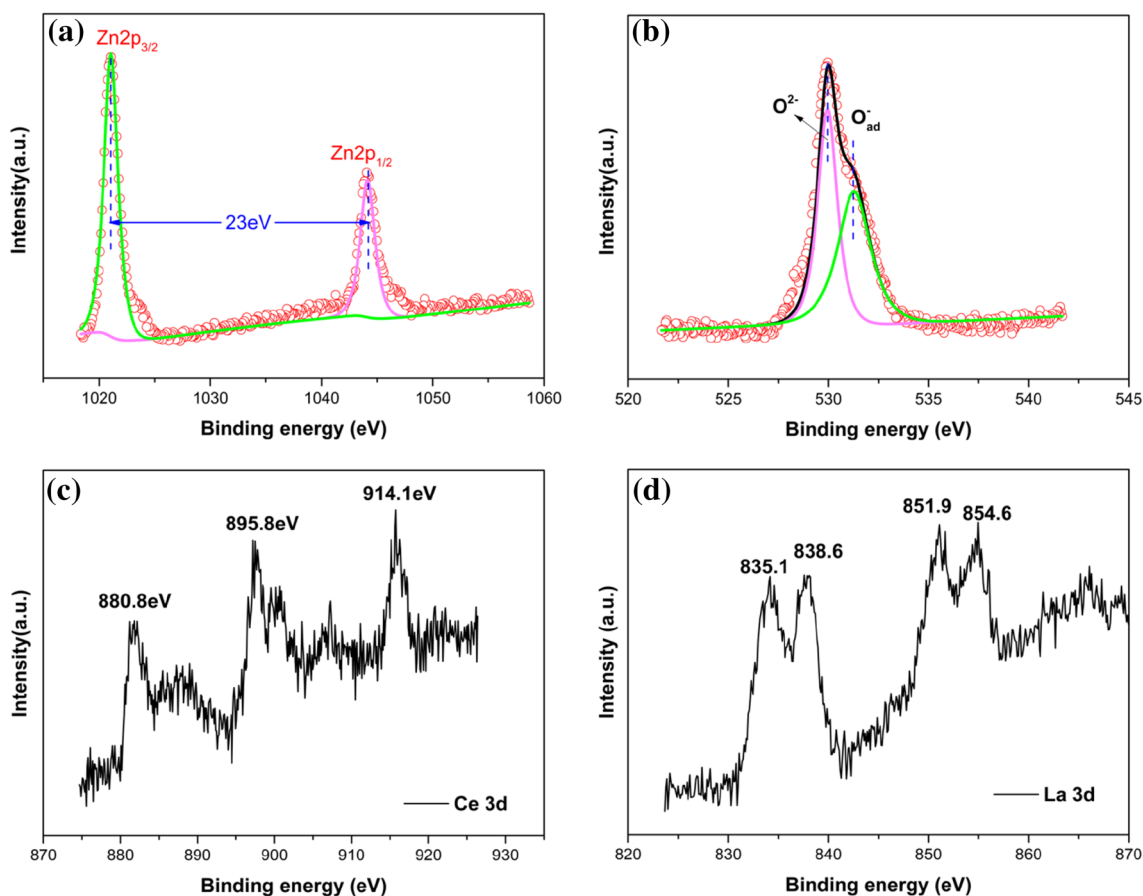 (a)
Zn2p3/2
Zn2p1/2
23eV
Intensity(a.u.)
1020 1030 1040 1050 1060
Binding energy (eV)
(b)
O2-
O-ad
Intensity(a.u.)
520 525 530 535 540 545
Binding energy (eV)
(c)
914.1eV
895.8eV
880.8eV
Intensity(a.u.)
Ce 3d
870 880 890 900 910 920 930
Binding energy (eV)
(d)
851.9 854.6
835.1 838.6
Intensity (a.u.)
La 3d
820 830 840 850 860 870
Binding energy (eV)